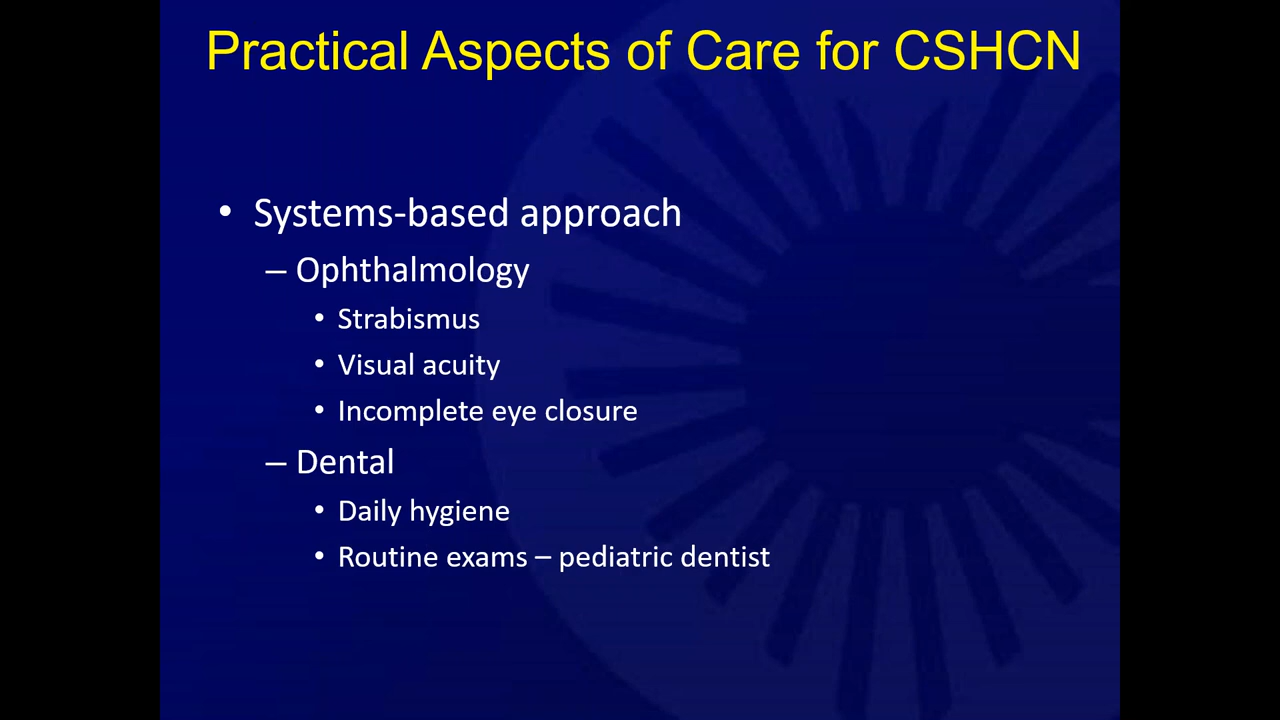 Practical Aspects of Care for CSHCN
• Systems-based approach
– Ophthalmology
• Strabismus
• Visual acuity
• Incomplete eye closure
– Dental
• Daily hygiene
• Routine exams – pediatric dentist